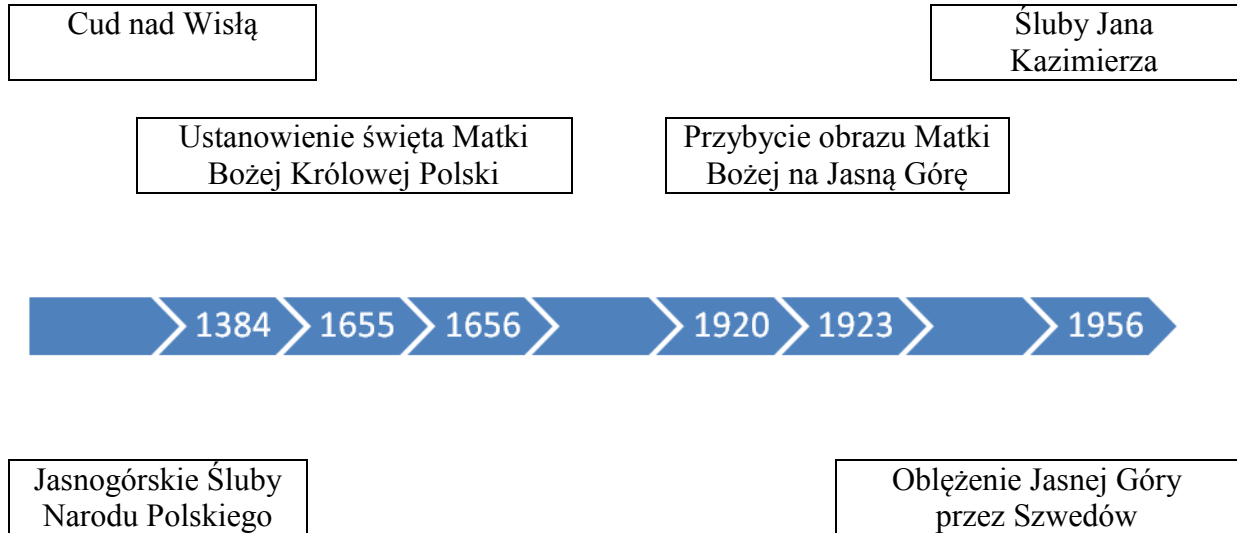 Cud nad Wisłą
Śluby Jana
Kazimierza
Ustanowienie święta Matki
Bożej Królowej Polski
Przybycie obrazu Matki
Bożej na Jasną Górę
1384 1655 1656 1920 1923 1956
Jasnogórskie Śluby
Narodu Polskiego
Oblężenie Jasnej Góry
przez Szwedów